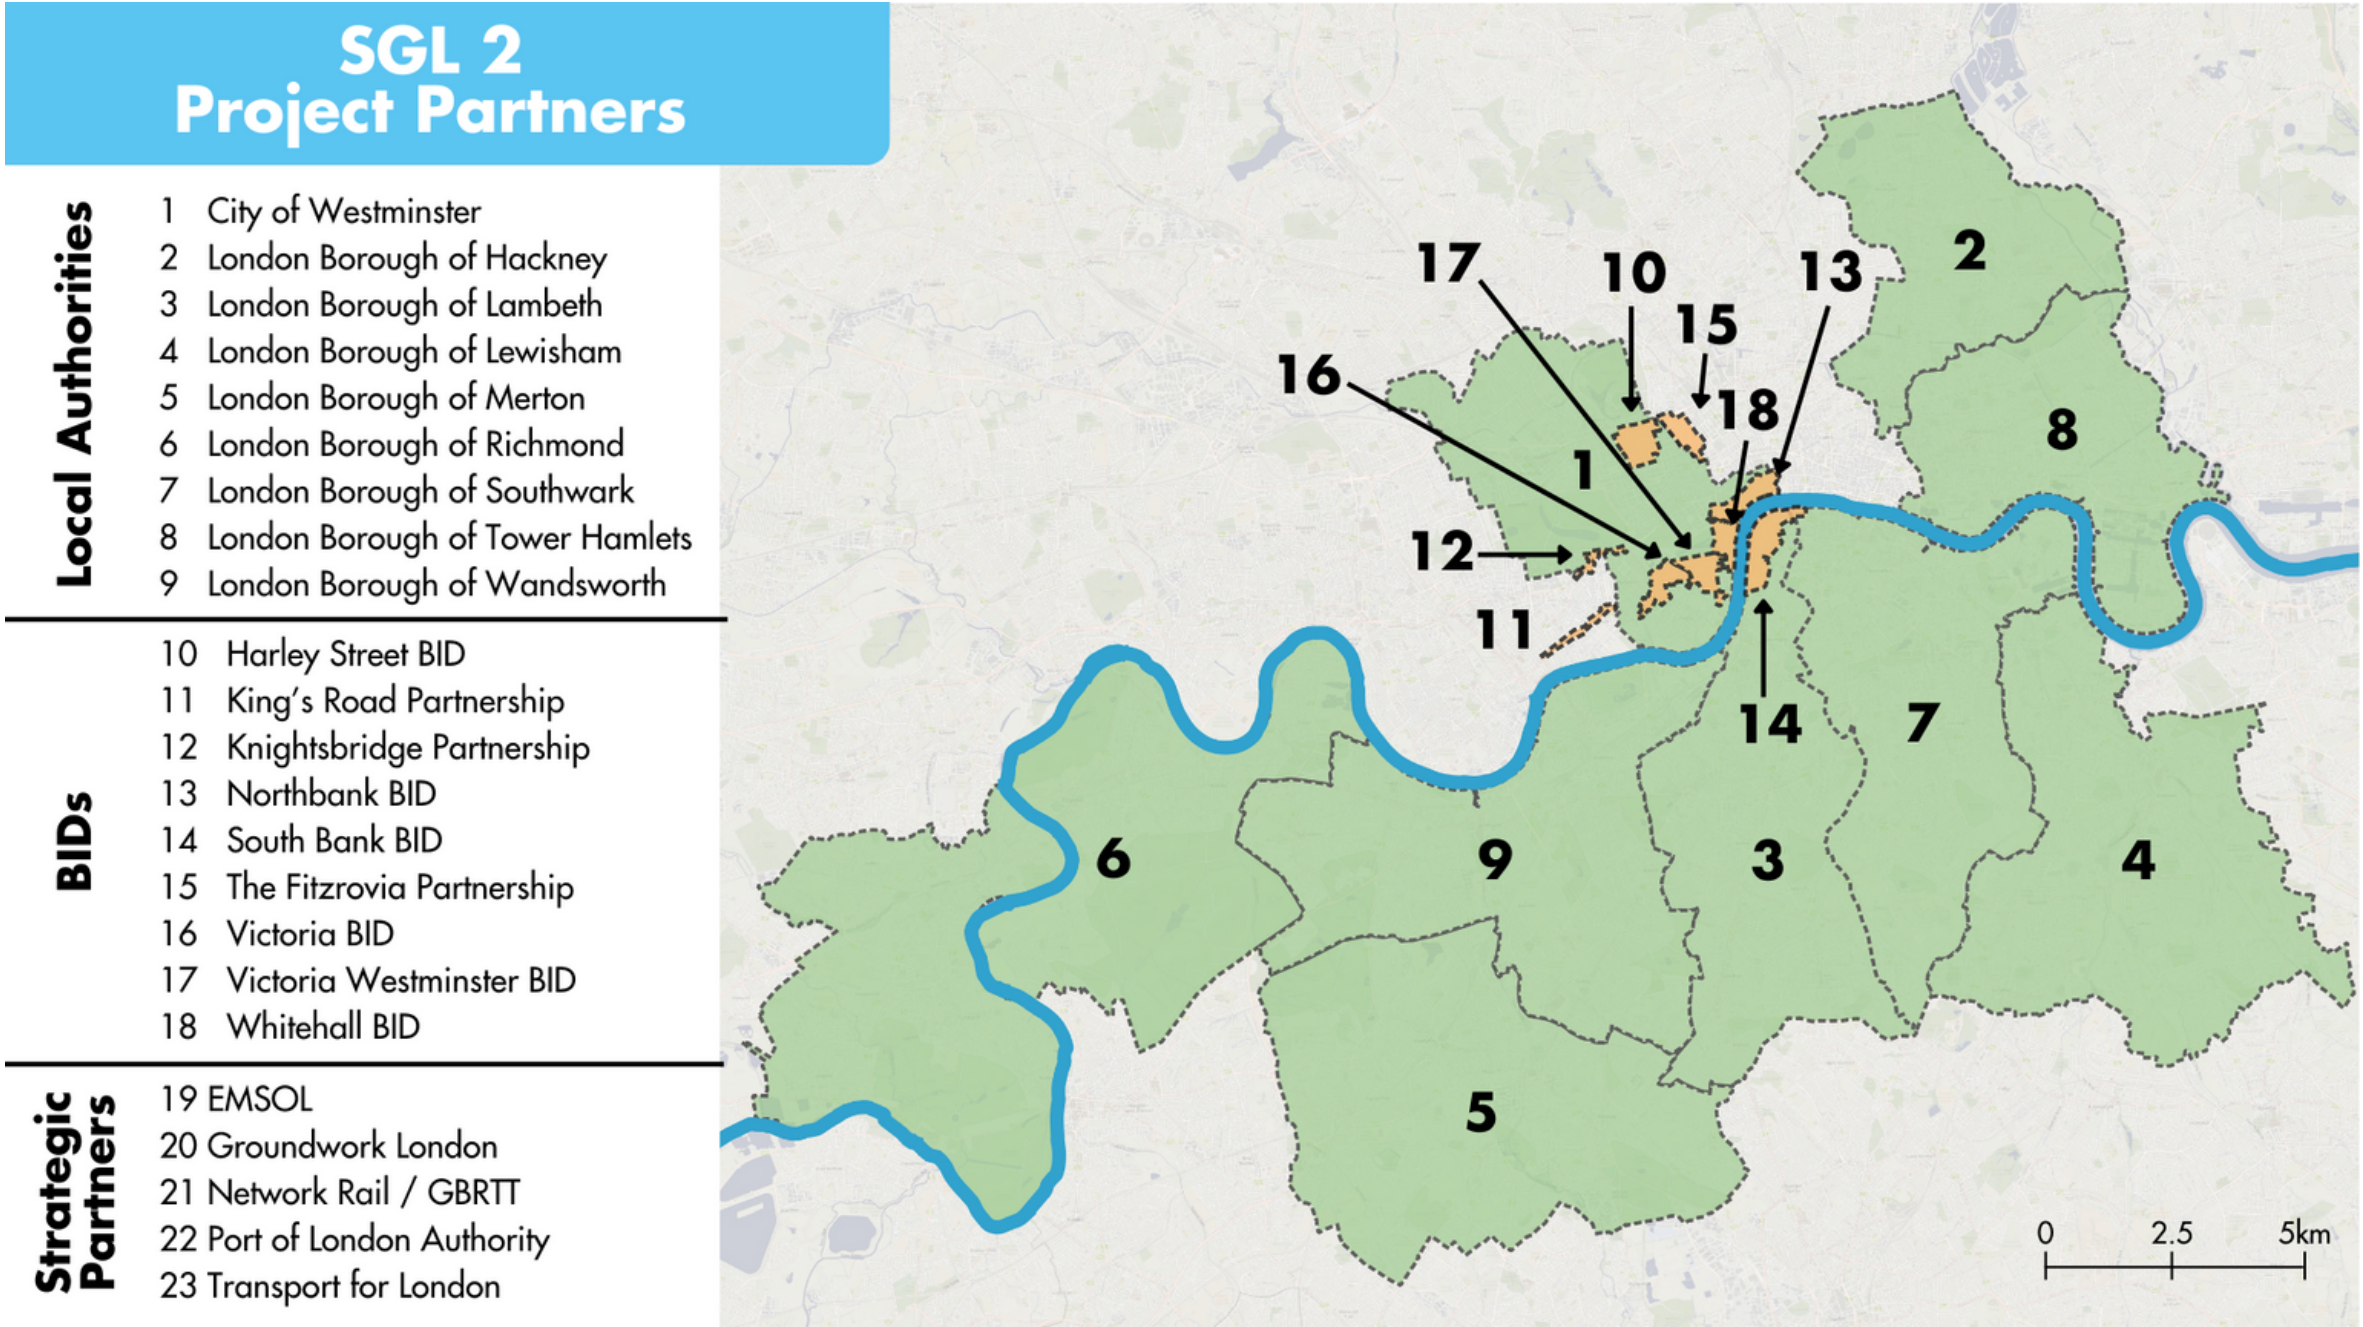 SGL 2
Project Partners
Local Authorities
1 City of Westminster
2 London Borough of Hackney
3 London Borough of Lambeth
4 London Borough of Lewisham
5 London Borough of Merton
6 London Borough of Richmond
7 London Borough of Southwark
8 London Borough of Tower Hamlets
9 London Borough of Wandsworth
BIDs
10 Harley Street BID
11 King’s Road Partnership
12 Knightsbridge Partnership
13 Northbank BID
14 South Bank BID
15 The Fitzrovia Partnership
16 Victoria BID
17 Victoria Westminster BID
18 Whitehall BID
Strategic
Partners
19 EMSOL
20 Groundwork London
21 Network Rail / GBRTT
22 Port of London Authority
23 Transport for London
2
17
10
13
15
16
18
8
1
12
11
14
7
6
9
3
4
5
0 2.5 5km